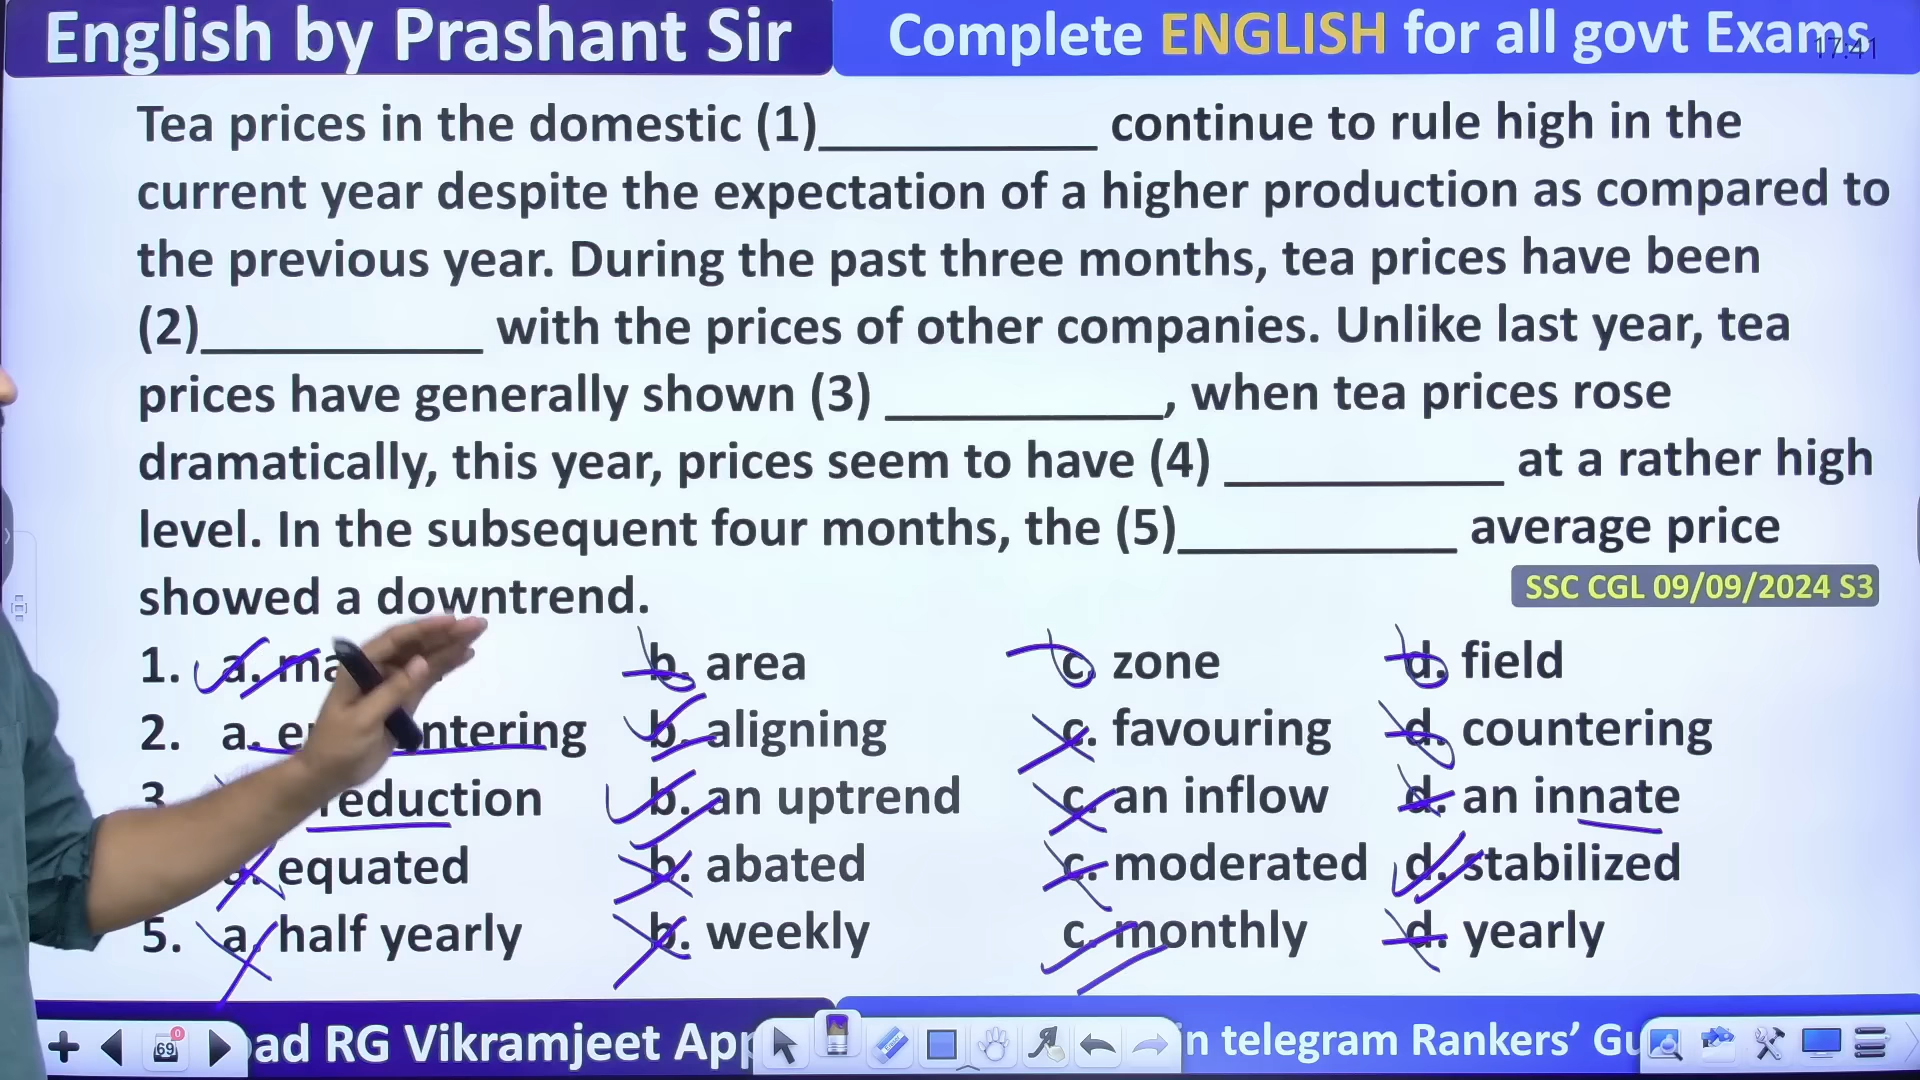 English by Prashant Sir
Complete ENGLISH for all govt Exams
17:41
Tea prices in the domestic (1)__________ continue to rule high in the
current year despite the expectation of a higher production as compared to
the previous year. During the past three months, tea prices have been
(2)__________ with the prices of other companies. Unlike last year, tea
prices have generally shown (3) __________, when tea prices rose
dramatically, this year, prices seem to have (4) __________ at a rather high
level. In the subsequent four months, the (5)__________ average price
showed a downtrend.
SSC CGL 09/09/2024 S3
1. a. b. area c. zone d. field
2. a. b. aligning c. favouring d. countering
3. reduction b. an uptrend c. an inflow d. an innate
a. equated b. abated c. moderated d. stabilized
5. a. half yearly b. weekly c. monthly d. yearly
69
0
RG Vikramjeet App
in telegram Rankers’